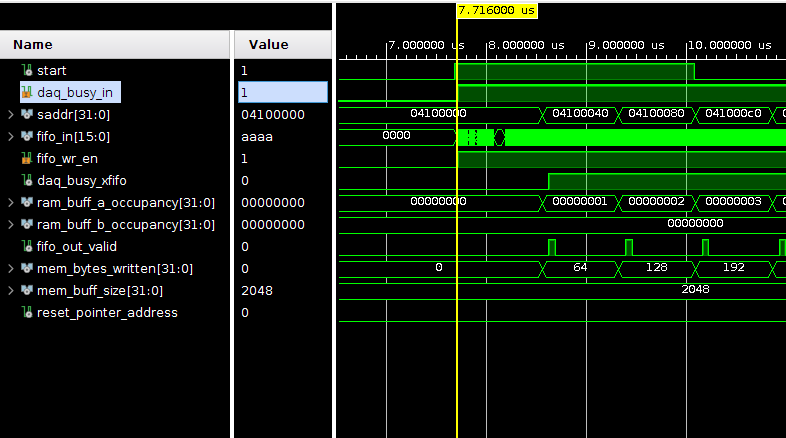 7.716000 us
Name Value 7.000000 us 8.000000 us 9.000000 us 10.000000 us
start 1
daq_busy_in 1
saddr[31:0] 04100000 04100000 04100040 04100080 041000c0
fifo_in[15:0] aaaa 0000
fifo_wr_en 1
daq_busy_xfifo 0
ram_buff_a_occupancy[31:0] 00000000 00000000 00000001 00000002 00000003
ram_buff_b_occupancy[31:0] 00000000 00000000
fifo_out_valid 0
mem_bytes_written[31:0] 0 0 64 128 192
mem_buff_size[31:0] 2048 2048
reset_pointer_address 0